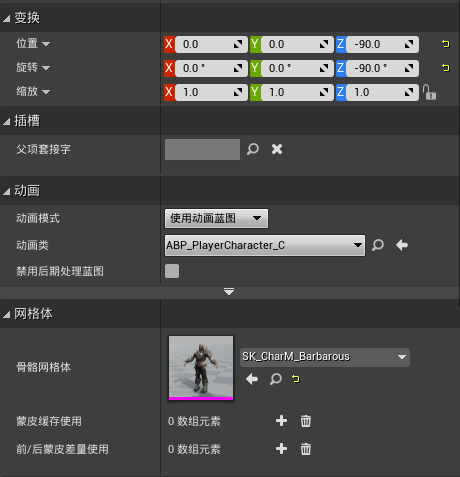 变换
位置 X 0.0 Y 0.0 Z -90.0
旋转 X 0.0 ° Y 0.0 ° Z -90.0 °
缩放 X 1.0 Y 1.0 Z 1.0
插槽
父项套接字
动画
动画模式 使用动画蓝图
动画类 ABP_PlayerCharacter_C
禁用后期处理蓝图
网格体
骨骼网格体 SK_CharM_Barbarous
蒙皮缓存使用 0 数组元素
前/后蒙皮差量使用 0 数组元素